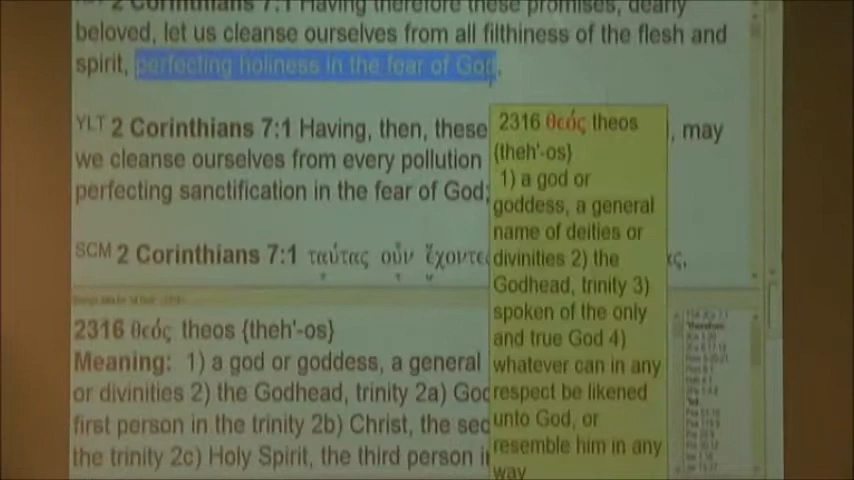 2 Corinthians 7:1 Having therefore these promises, dearly
beloved, let us cleanse ourselves from all filthiness of the flesh and
spirit, perfecting holiness in the fear of God.
YLT 2 Corinthians 7:1 Having, then, these , may
we cleanse ourselves from every pollution
perfecting sanctification in the fear of God;
SCM 2 Corinthians 7:1 ταύτας οὖν ἔχοντες
2316 θεός theos
{theh'-os}
1) a god or
goddess, a general
name of deities or
divinities 2) the
Godhead, trinity 3)
spoken of the only
and true God 4)
whatever can in any
respect be likened
unto God, or
resemble him in any
way
2316 θεός theos {theh'-os}
Meaning: 1) a god or goddess, a general
or divinities 2) the Godhead, trinity 2a) God
first person in the trinity 2b) Christ, the sec
the trinity 2c) Holy Spirit, the third person i